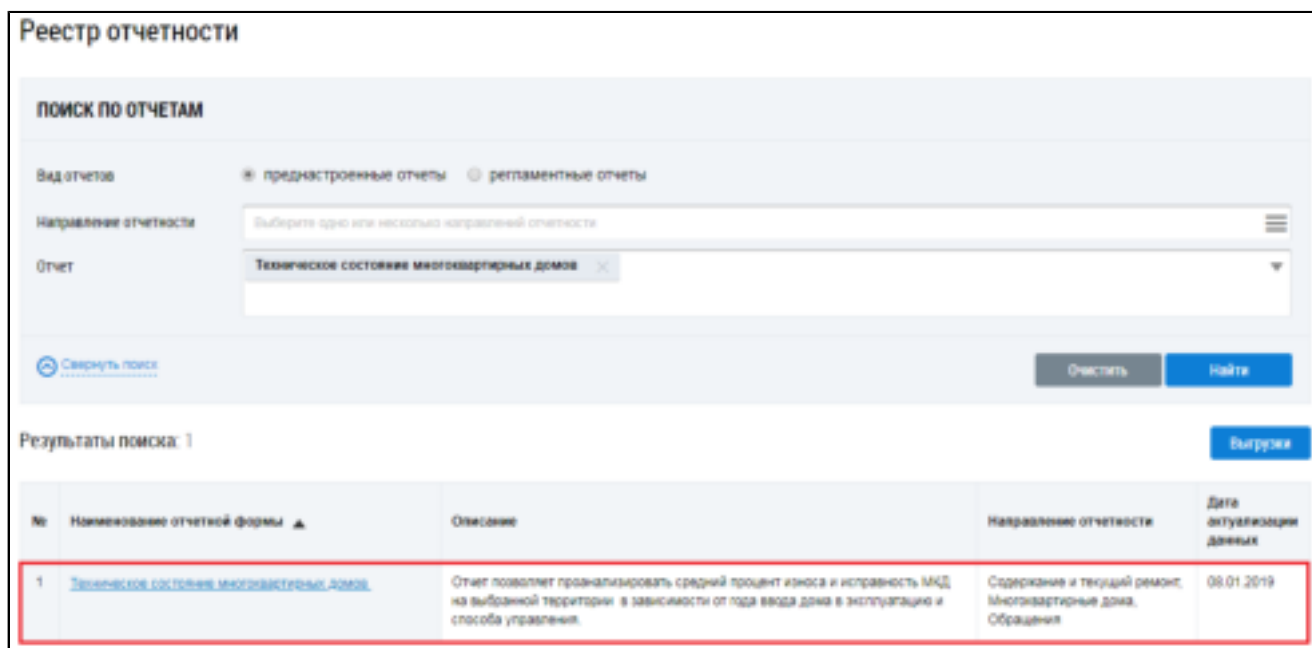 Реестр отчетности
ПОИСК ПО ОТЧЕТАМ
Вид отчетов преднастроенные отчеты регламентные отчеты
Направление отчетности Выберите одно или несколько направлений отчетности
Отчет Техническое состояние многоквартирных домов
Свернуть поиск Очистить Найти
Результаты поиска: 1 Выгрузки
№ Наименование отчетной формы Описание Направление отчетности Дата актуализации данных
1 Техническое состояние многоквартирных домов Отчет позволяет проанализировать средний процент износа и исправность МКД Содержание и текущий ремонт, 08.01.2019
на выбранной территории в зависимости от года ввода дома в эксплуатацию и Многоквартирные дома,
способа управления. Обращения